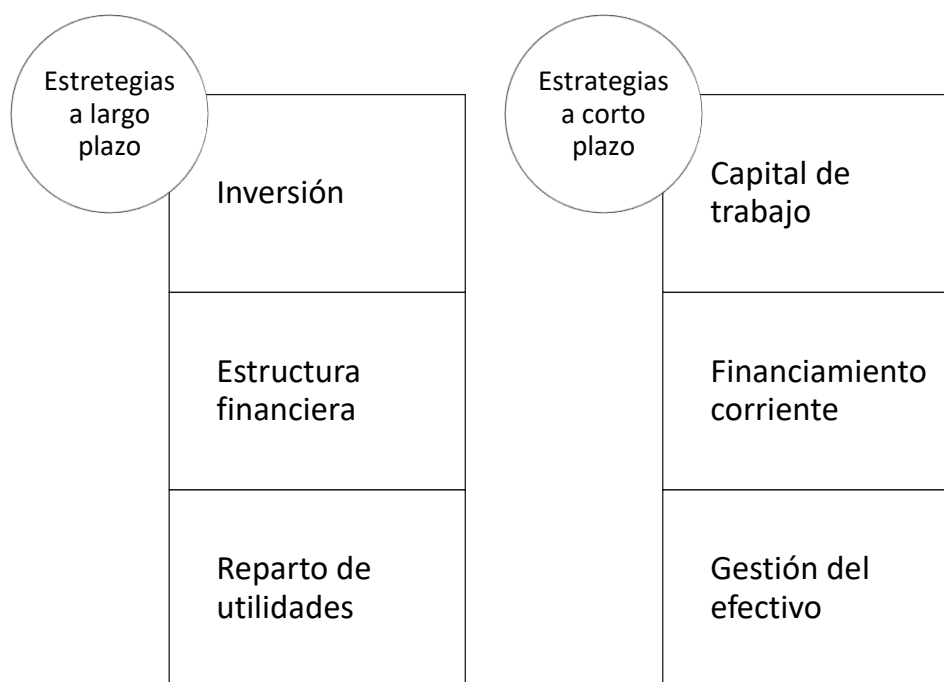 Estretegias
a largo
plazo
Inversión
Estructura
financiera
Reparto de
utilidades
Estrategias
a corto
plazo
Capital de
trabajo
Financiamiento
corriente
Gestión del
efectivo